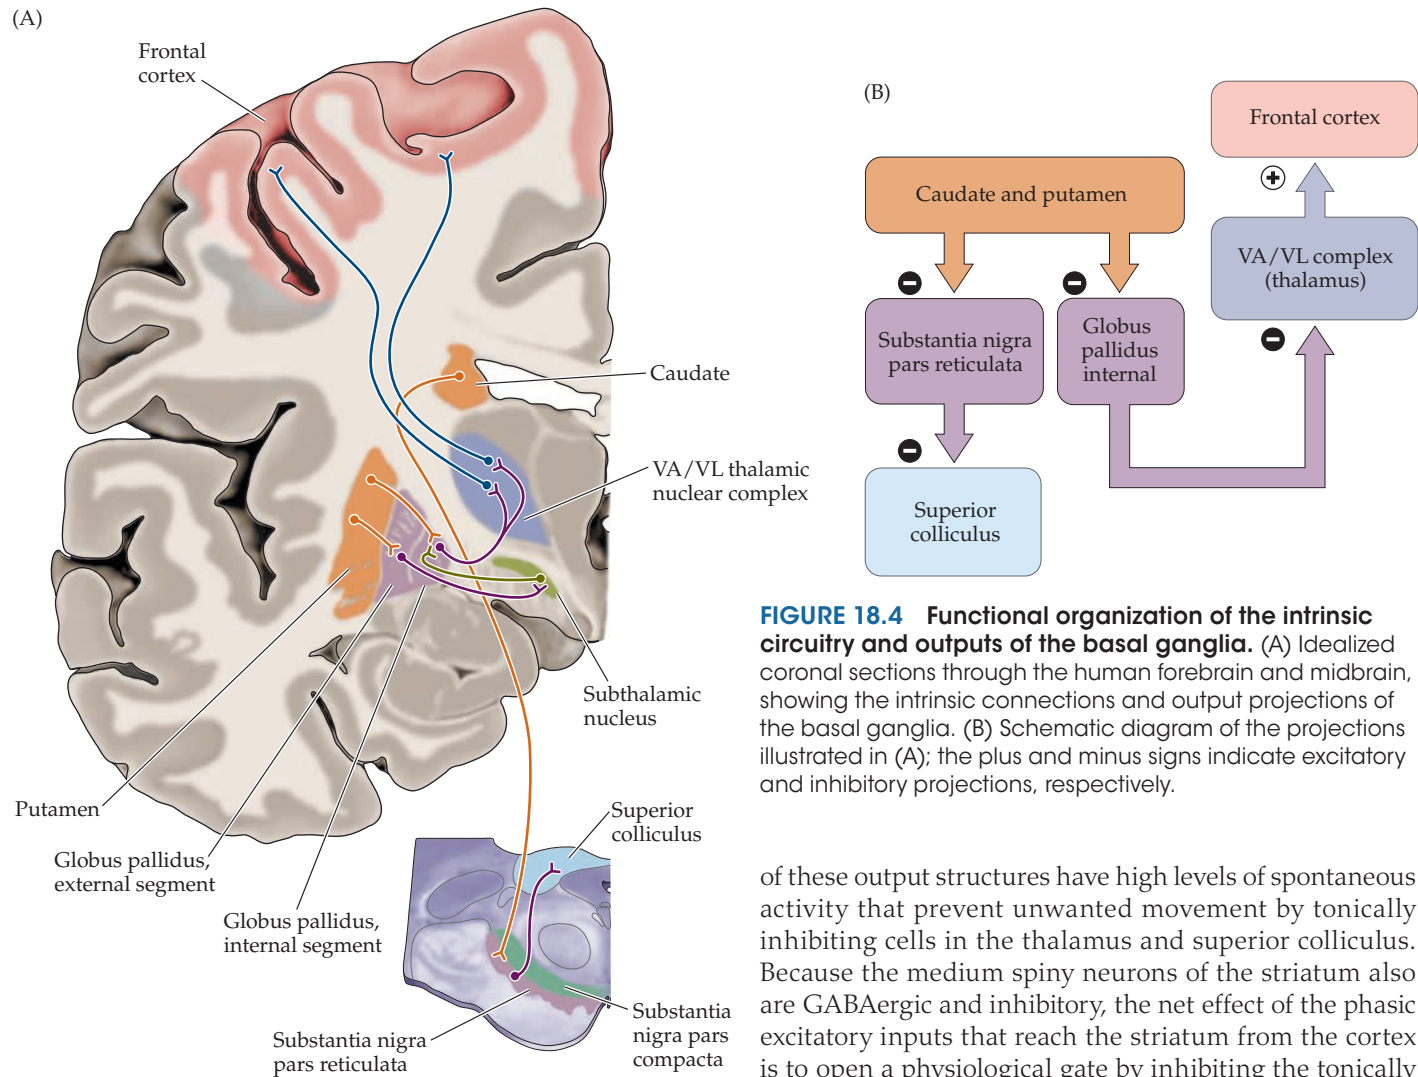 (A)
Frontal
cortex
Caudate
VA/VL thalamic
nuclear complex
Subthalamic
nucleus
Putamen
Globus pallidus,
external segment
Globus pallidus,
internal segment
Superior
colliculus
Substantia nigra
pars reticulata
Substantia
nigra pars
compacta
(B)
Frontal cortex
+
Caudate and putamen
VA/VL complex
(thalamus)
−
−
−
Substantia nigra
pars reticulata
Globus
pallidus
internal
−
Superior
colliculus
FIGURE 18.4 Functional organization of the intrinsic
circuitry and outputs of the basal ganglia. (A) Idealized
coronal sections through the human forebrain and midbrain,
showing the intrinsic connections and output projections of
the basal ganglia. (B) Schematic diagram of the projections
illustrated in (A); the plus and minus signs indicate excitatory
and inhibitory projections, respectively.
of these output structures have high levels of spontaneous
activity that prevent unwanted movement by tonically
inhibiting cells in the thalamus and superior colliculus.
Because the medium spiny neurons of the striatum also
are GABAergic and inhibitory, the net effect of the phasic
excitatory inputs that reach the striatum from the cortex
is to open a physiological gate by inhibiting the tonically